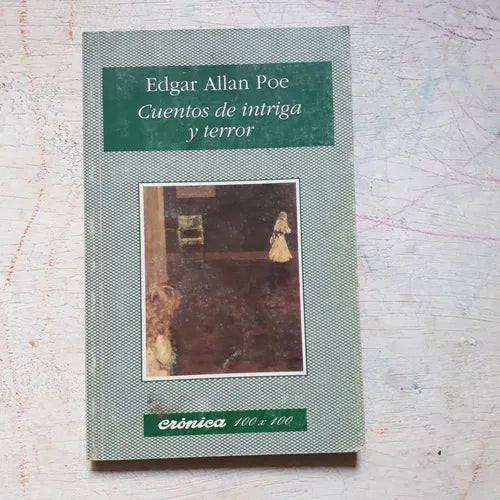 Edgar Allan Poe
Cuentos de intriga
y terror
crónica 100 x 100